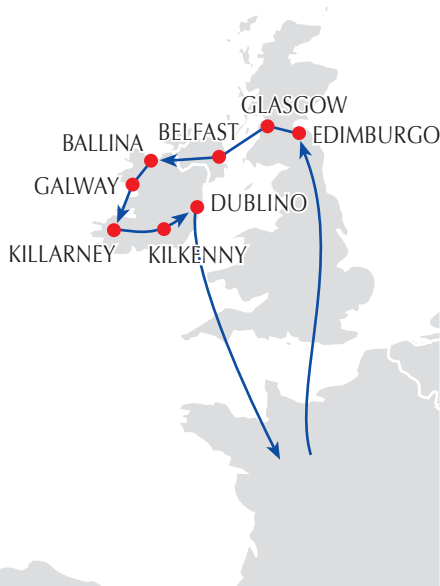 GLASGOW
EDIMBURGO
BELFAST
BALLINA
GALWAY
DUBLINO
KILLARNEY
KILKENNY